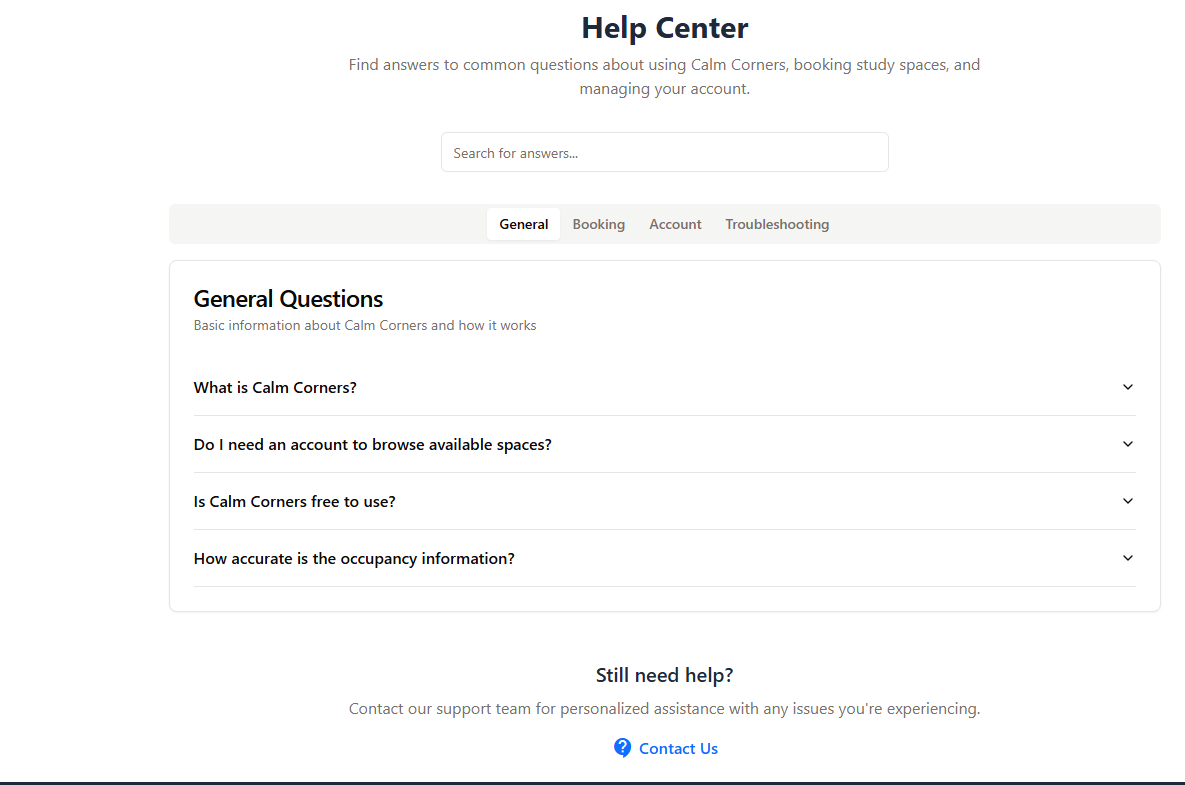 Help Center
Find answers to common questions about using Calm Corners, booking study spaces, and
managing your account.
Search for answers...
General Booking Account Troubleshooting
General Questions
Basic information about Calm Corners and how it works
What is Calm Corners?
Do I need an account to browse available spaces?
Is Calm Corners free to use?
How accurate is the occupancy information?
Still need help?
Contact our support team for personalized assistance with any issues you're experiencing.
Contact Us